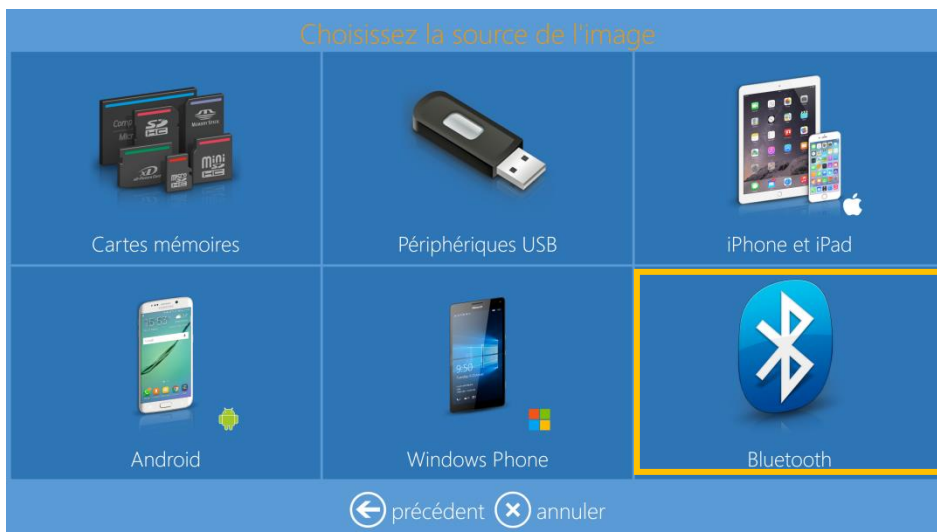 Choisissez la source de l'image
Cartes mémoires
Périphériques USB
iPhone et iPad
Android
Windows Phone
Bluetooth
précédent annuler